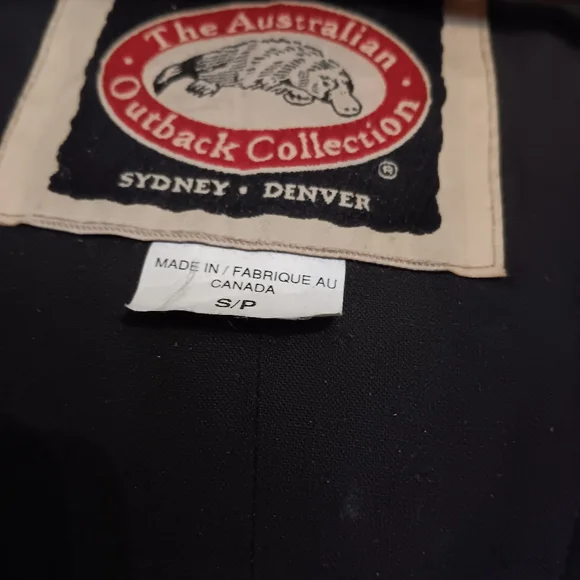 The Australian
Outback Collection
®
SYDNEY • DENVER
MADE IN / FABRIQUE AU
CANADA
S/P